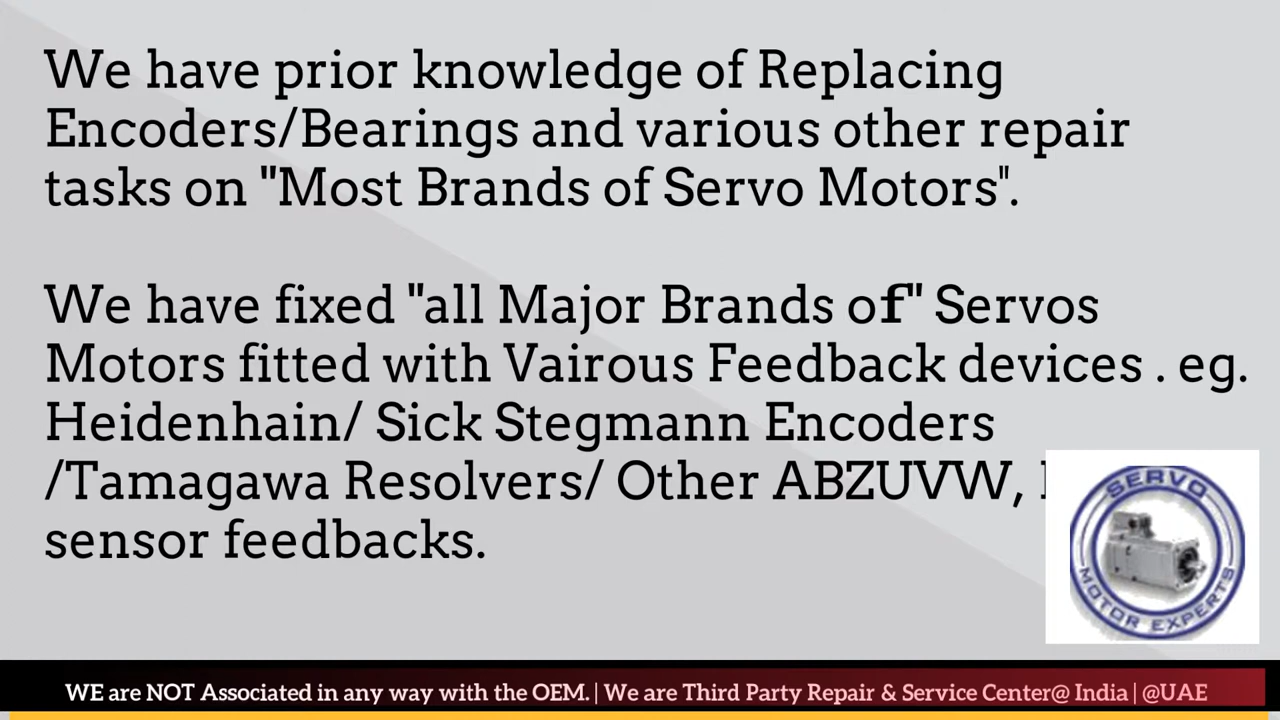 We have prior knowledge of Replacing
Encoders/Bearings and various other repair
tasks on "Most Brands of Servo Motors".
We have fixed "all Major Brands of" Servos
Motors fitted with Vairous Feedback devices . eg.
Heidenhain/ Sick Stegmann Encoders
/Tamagawa Resolvers/ Other ABZUVW,
sensor feedbacks.
SERVO
MOTOR EXPERTS
WE are NOT Associated in any way with the OEM. | We are Third Party Repair & Service Center@ India | @UAE